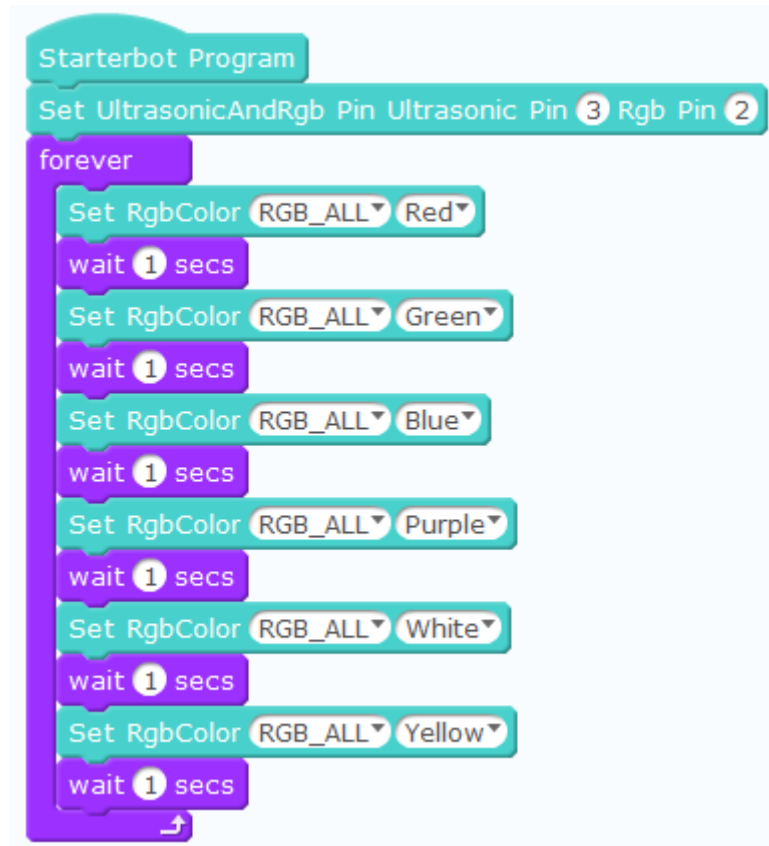 Starterbot Program
Set UltrasonicAndRgb Pin Ultrasonic Pin 3 Rgb Pin 2
forever
Set RgbColor RGB_ALL Red
wait 1 secs
Set RgbColor RGB_ALL Green
wait 1 secs
Set RgbColor RGB_ALL Blue
wait 1 secs
Set RgbColor RGB_ALL Purple
wait 1 secs
Set RgbColor RGB_ALL White
wait 1 secs
Set RgbColor RGB_ALL Yellow
wait 1 secs